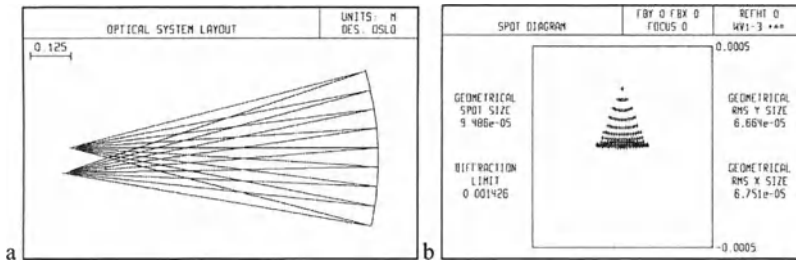 OPTICAL SYSTEM LAYOUT
UNITS: M
DES: OSLO
0.125
a
SPOT DIAGRAM
FBY 0 FBX 0
FOCUS 0
REFHT 0
WV1-3 +**
0.0005
GEOMETRICAL
SPOT SIZE
9.486e-05
GEOMETRICAL
RMS Y SIZE
6.664e-05
DIFFRACTION
LIMIT
0.001426
GEOMETRICAL
RMS X SIZE
6.751e-05
-0.0005
b